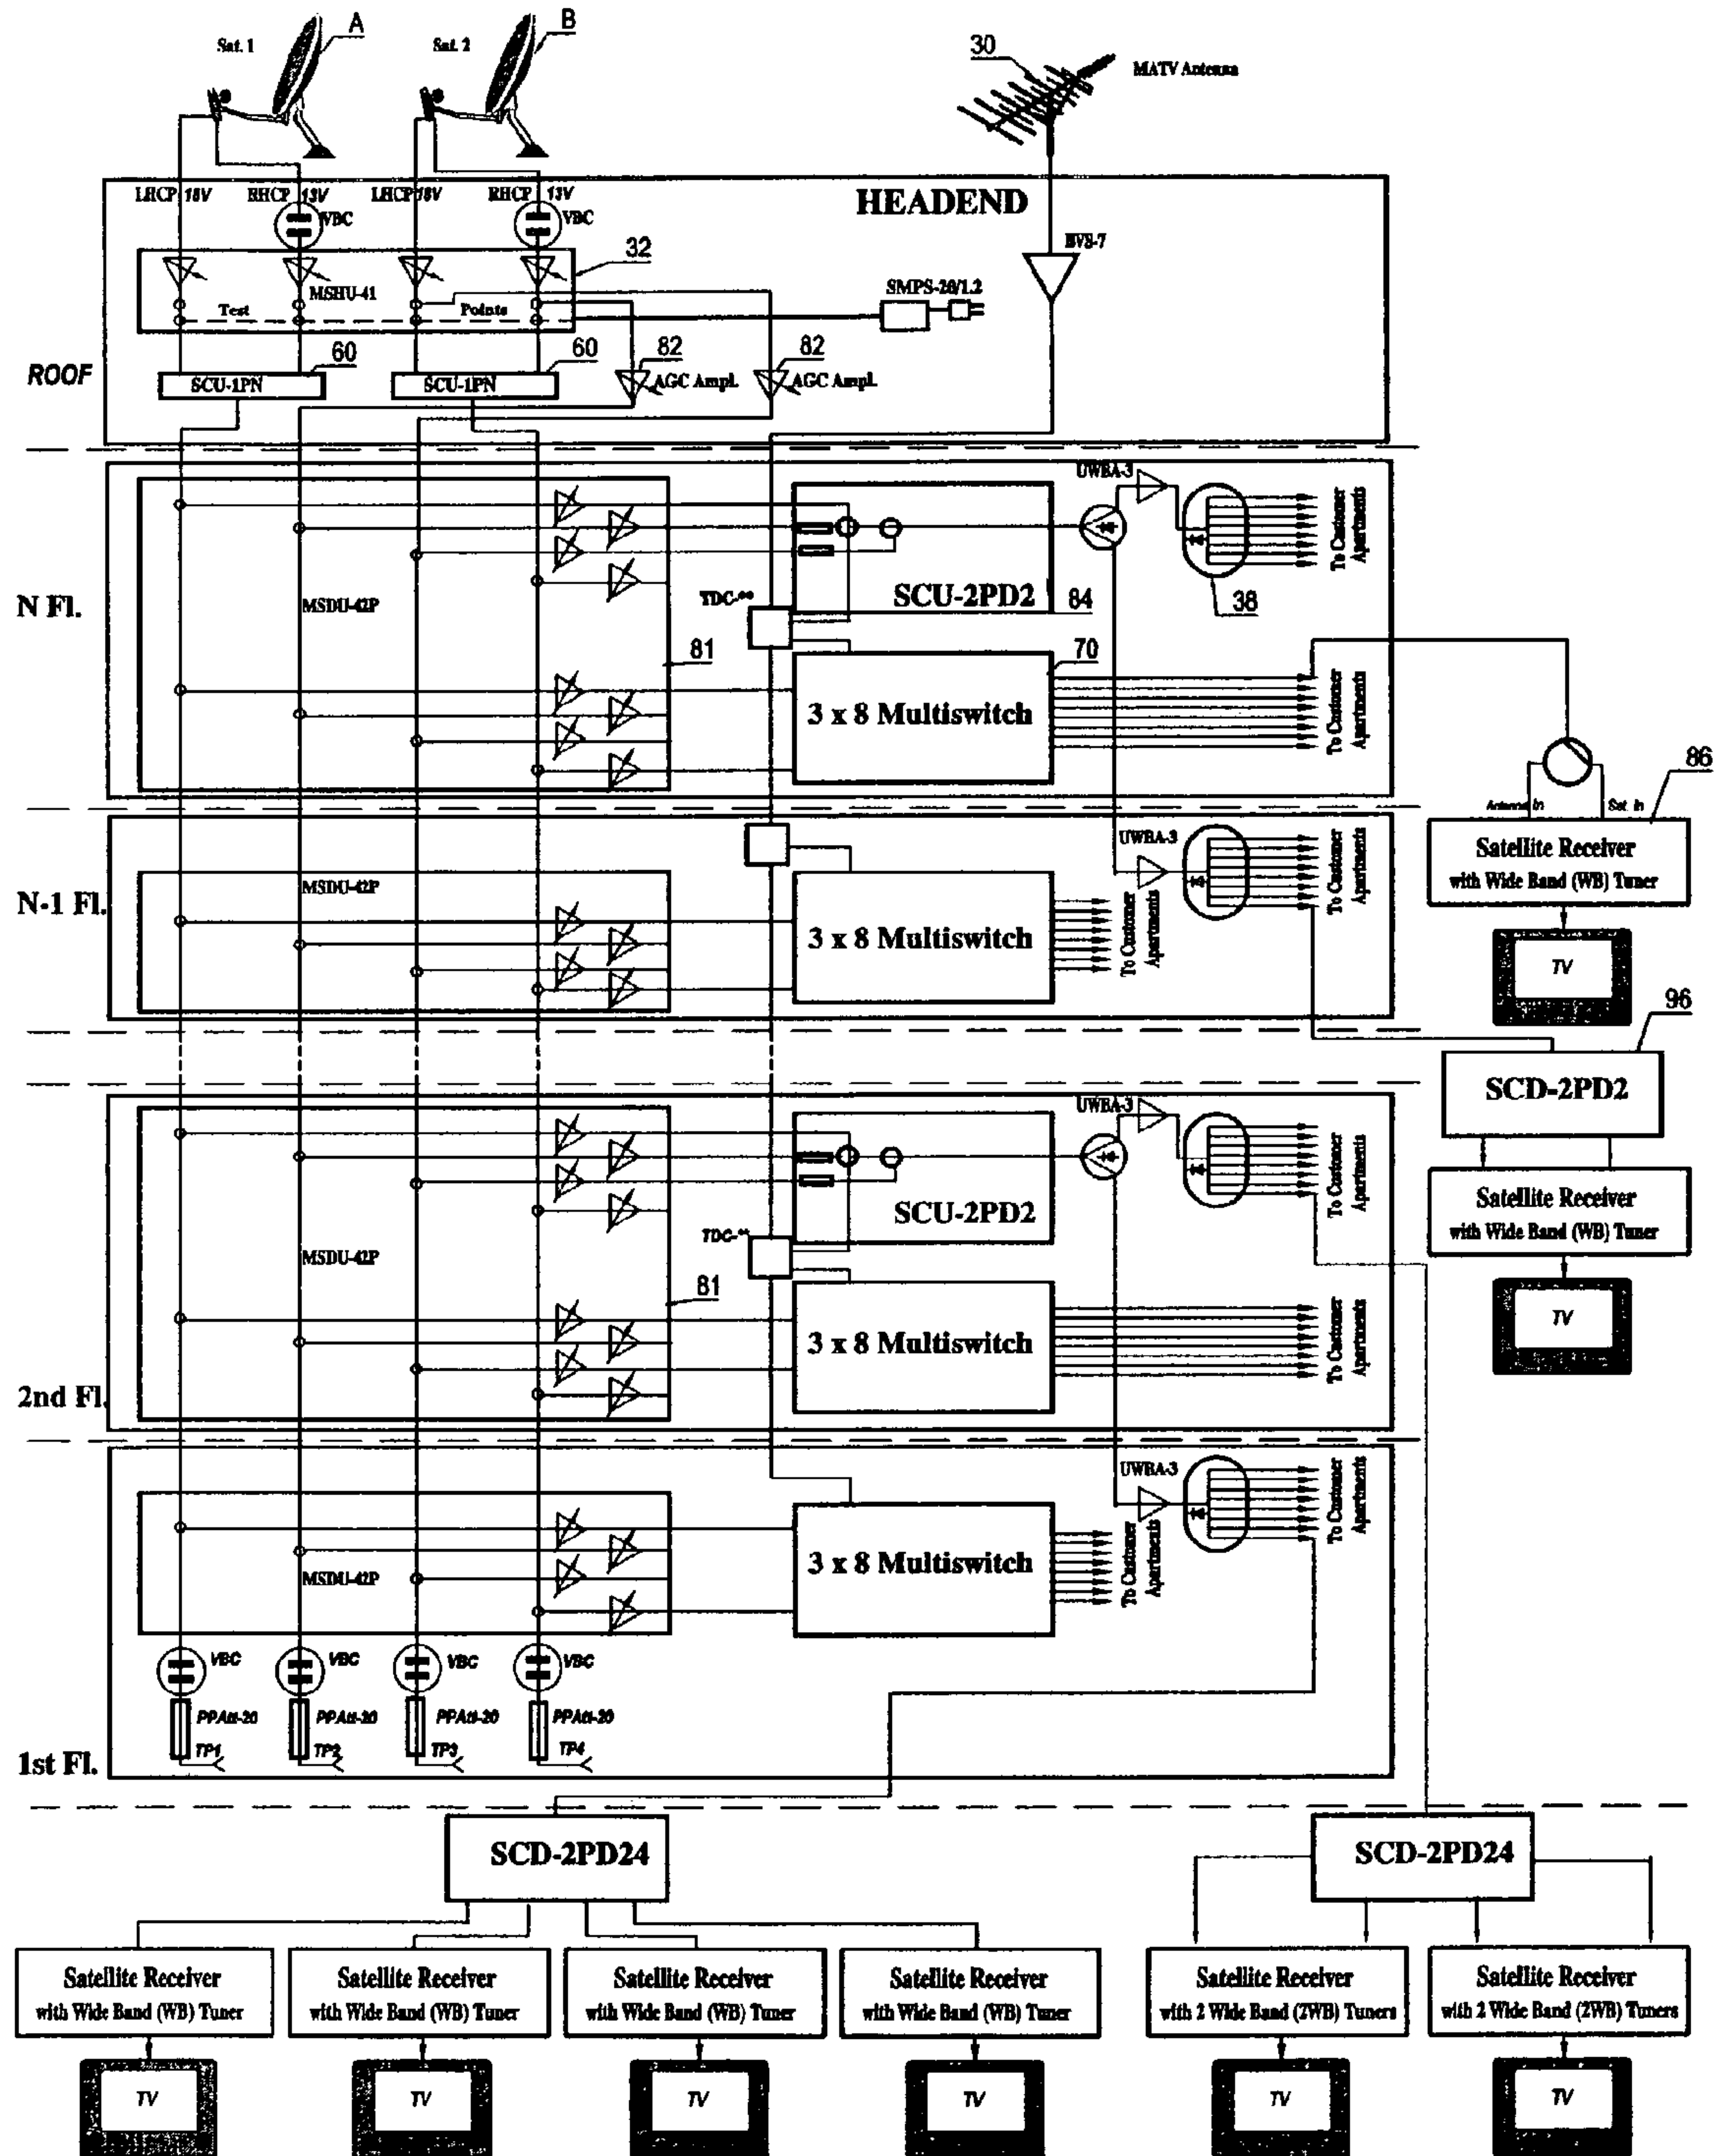 A
B
Sat. 1
Sat. 2
30
MATV Antenna
LHCP 18V
RHCP 13V
LHCP 18V
RHCP 13V
HEADEND
VBC
VBC
BVS-7
32
MSHU-41
SMPS-20/1.2
Test
Points
60
60
82
82
ROOF
SCU-1PN
SCU-1PN
AGC Ampl.
AGC Ampl.
UWBA-3
To Customer
Apartments
N Fl.
MSDU-42P
TDC-**
SCU-2PD2
84
38
81
70
3 x 8 Multiswitch
To Customer
Apartments
86
Antenna In
Sat. In
Satellite Receiver
with Wide Band (WB) Tuner
TV
N-1 Fl.
MSDU-42P
UWBA-3
3 x 8 Multiswitch
To Customer
Apartments
To Customer
Apartments
96
SCD-2PD2
Satellite Receiver
with Wide Band (WB) Tuner
TV
UWBA-3
To Customer
Apartments
SCU-2PD2
TDC-**
MSDU-42P
81
3 x 8 Multiswitch
To Customer
Apartments
2nd Fl.
UWBA-3
To Customer
Apartments
MSDU-42P
3 x 8 Multiswitch
To Customer
Apartments
VBC
VBC
VBC
VBC
PPAtt-20
PPAtt-20
PPAtt-20
PPAtt-20
TP1
TP2
TP3
TP4
1st Fl.
SCD-2PD24
SCD-2PD24
Satellite Receiver
with Wide Band (WB) Tuner
Satellite Receiver
with Wide Band (WB) Tuner
Satellite Receiver
with Wide Band (WB) Tuner
Satellite Receiver
with Wide Band (WB) Tuner
Satellite Receiver
with 2 Wide Band (2WB) Tuners
Satellite Receiver
with 2 Wide Band (2WB) Tuners
TV
TV
TV
TV
TV
TV